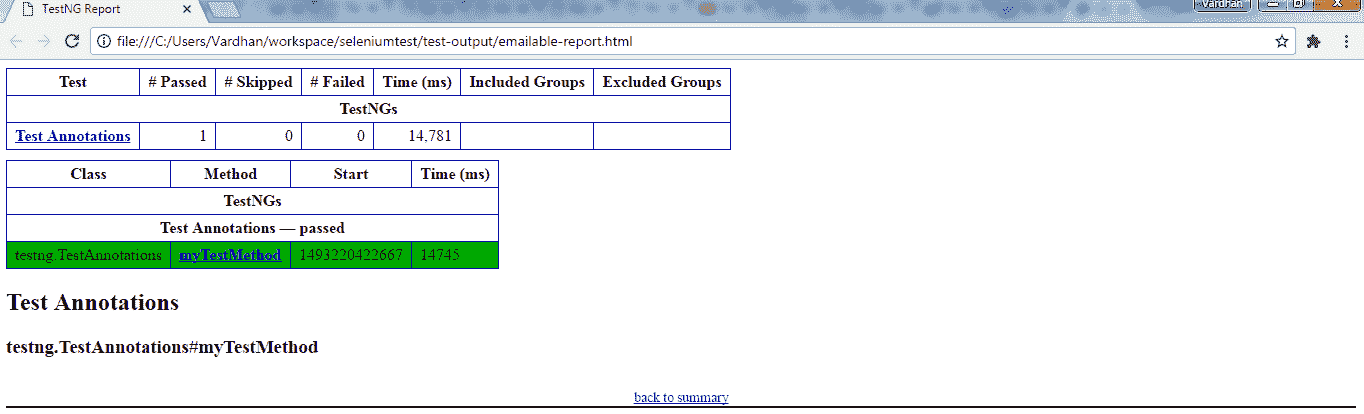 TestNG Report
Vardhan
file:///C:/Users/Vardhan/workspace/seleniumtest/test-output/emailable-report.html
Test # Passed # Skipped # Failed Time (ms) Included Groups Excluded Groups
TestNGs
Test Annotations 1 0 0 14,781
Class Method Start Time (ms)
TestNGs
Test Annotations — passed
testng.TestAnnotations myTestMethod 1493220422667 14745
Test Annotations
testng.TestAnnotations#myTestMethod
back to summary